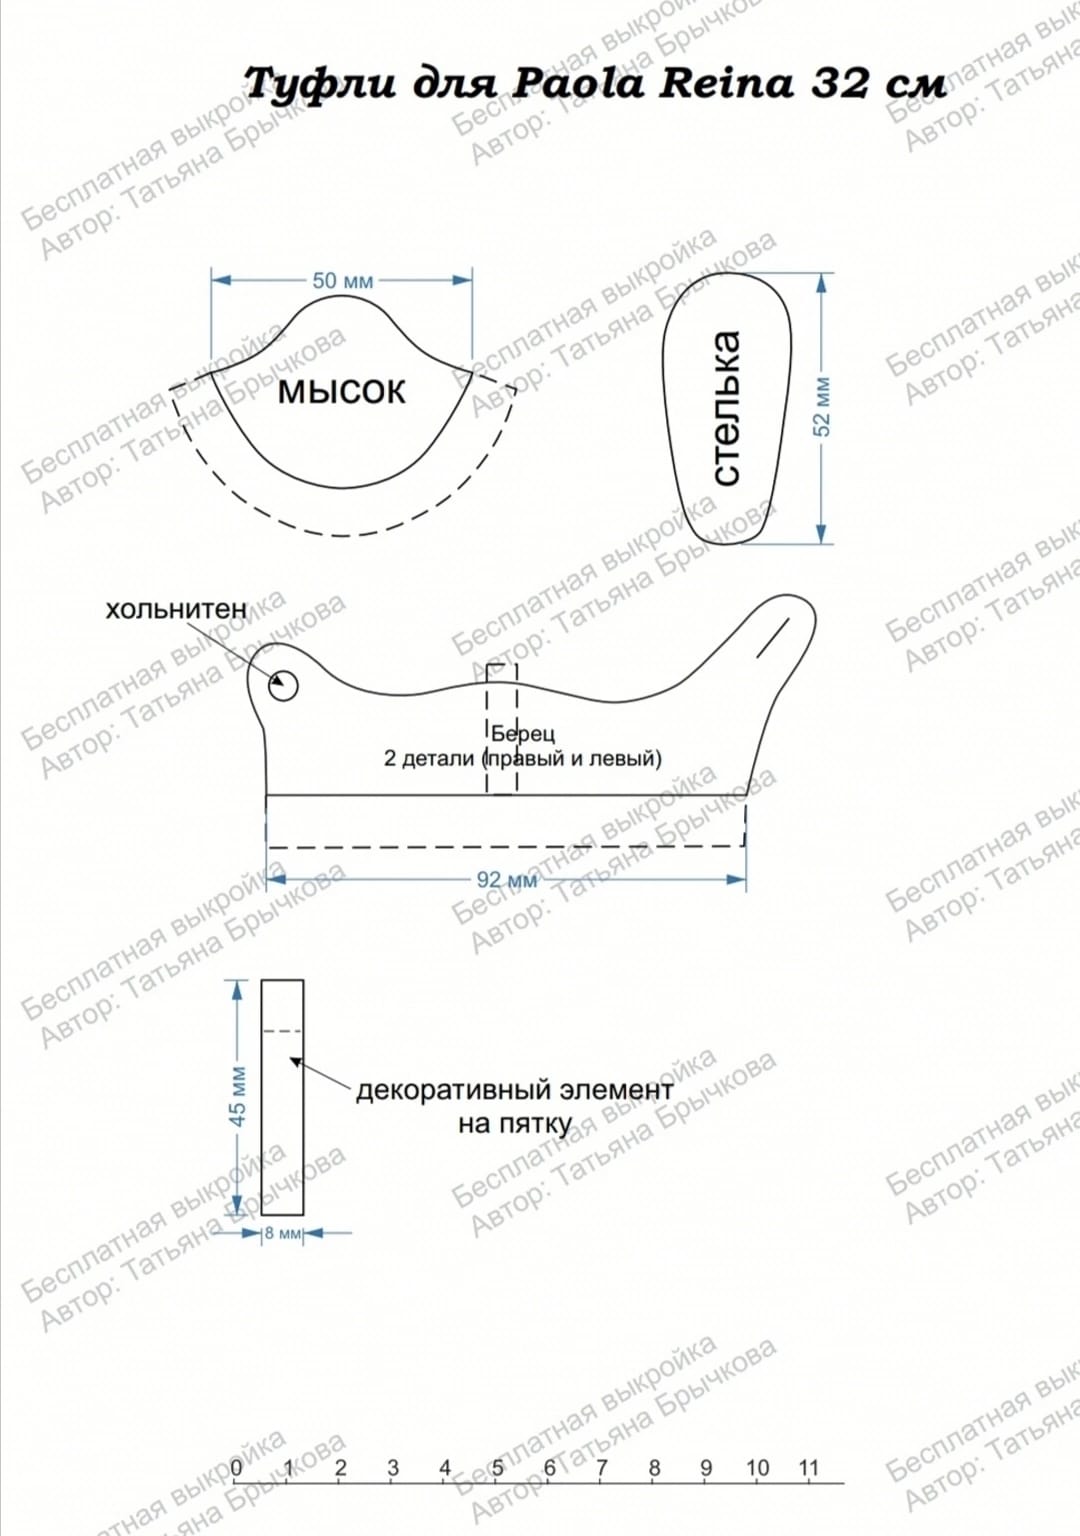 Туфли для Paola Reina 32 см
Бесплатная выкройка
Автор: Татьяна Брычкова
50 мм
мысок
стелька
52 мм
хольнитен
Берец
2 детали (правый и левый)
92 мм
45 мм
декоративный элемент
на пятку
8 мм
0 1 2 3 4 5 6 7 8 9 10 11